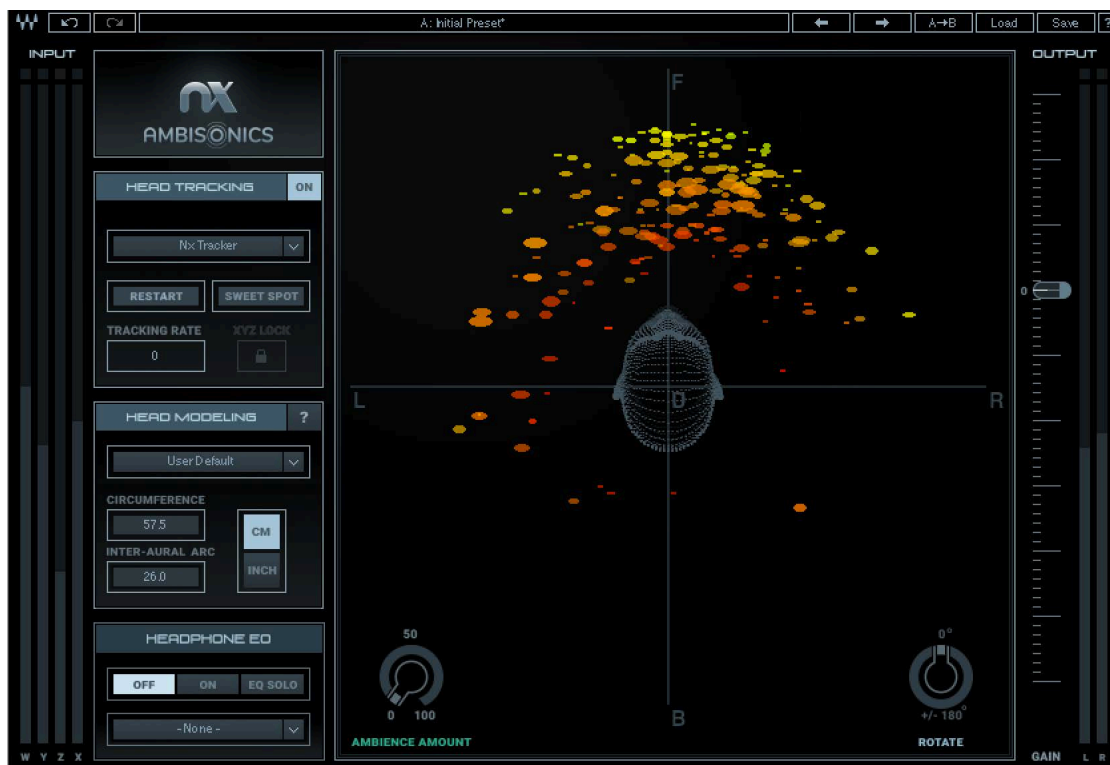 A: Initial Preset*
A→B
Load
Save
?
INPUT
OUTPUT
nx
AMBISONICS
HEAD TRACKING
ON
Nx Tracker
RESTART
SWEET SPOT
TRACKING RATE
XYZ LOCK
0
HEAD MODELING
?
User Default
CIRCUMFERENCE
57.5
CM
INTER-AURAL ARC
26.0
INCH
HEADPHONE EQ
OFF
ON
EQ SOLO
- None -
W Y Z X
F
L
D
R
B
50
0
100
AMBIENCE AMOUNT
0°
+/- 180°
ROTATE
0
GAIN
L R